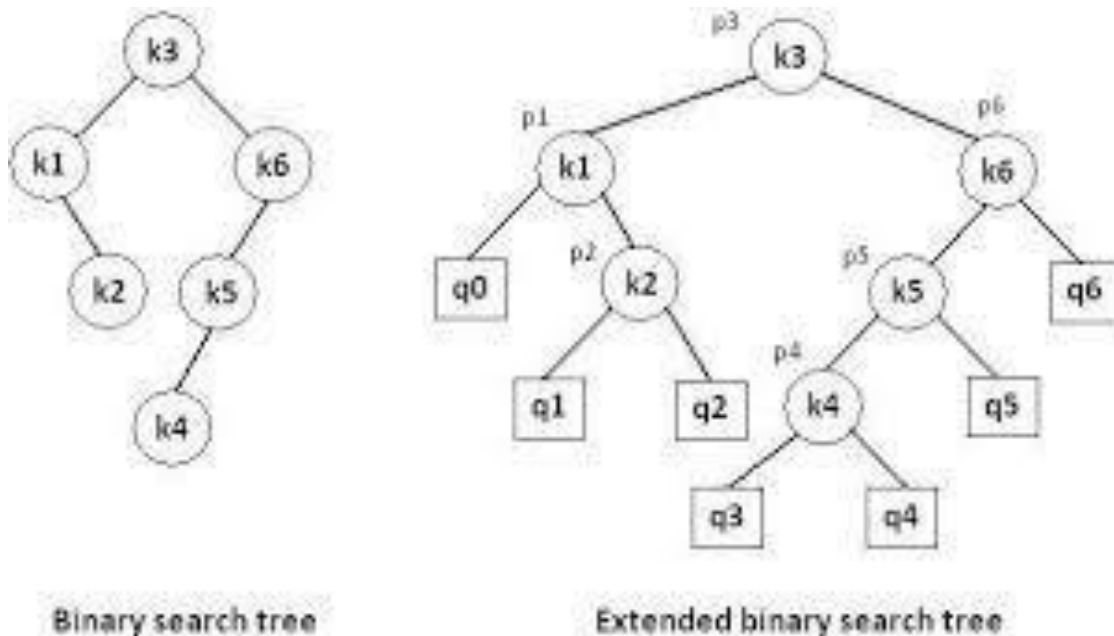 k3
k1
k6
k2
k5
k4
p3
k3
p1
p6
k1
k6
p2
p5
q0
k2
k5
q6
p4
q1
q2
k4
q5
q3
q4
Binary search tree
Extended binary search tree